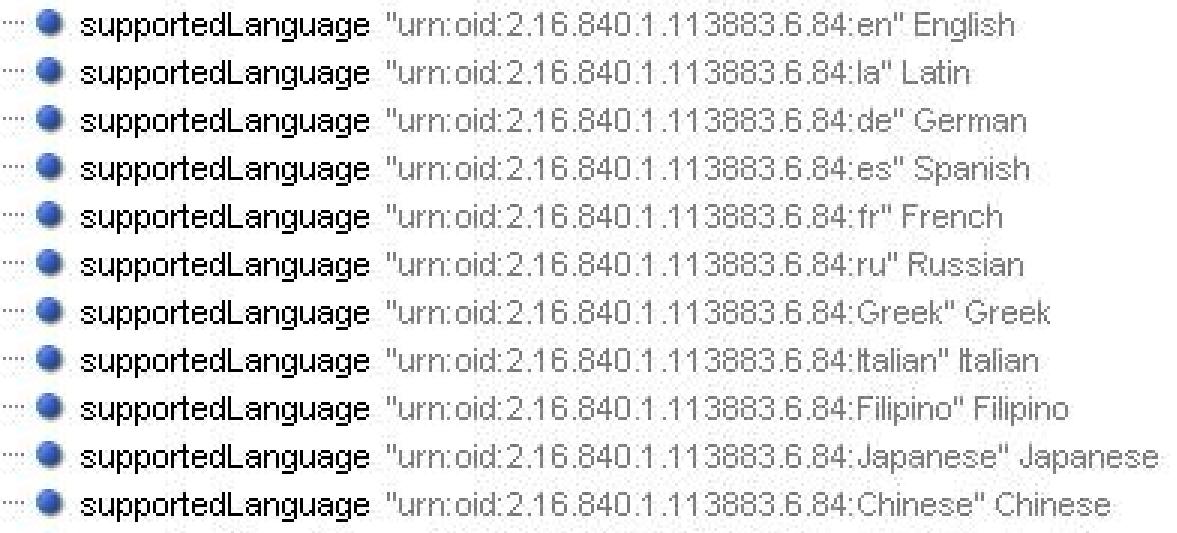 supportedLanguage "urn:oid:2.16.840.1.113883.6.84:en" English
supportedLanguage "urn:oid:2.16.840.1.113883.6.84:la" Latin
supportedLanguage "urn:oid:2.16.840.1.113883.6.84:de" German
supportedLanguage "urn:oid:2.16.840.1.113883.6.84:es" Spanish
supportedLanguage "urn:oid:2.16.840.1.113883.6.84:fr" French
supportedLanguage "urn:oid:2.16.840.1.113883.6.84:ru" Russian
supportedLanguage "urn:oid:2.16.840.1.113883.6.84:Greek" Greek
supportedLanguage "urn:oid:2.16.840.1.113883.6.84:Italian" Italian
supportedLanguage "urn:oid:2.16.840.1.113883.6.84:Filipino" Filipino
supportedLanguage "urn:oid:2.16.840.1.113883.6.84:Japanese" Japanese
supportedLanguage "urn:oid:2.16.840.1.113883.6.84:Chinese" Chinese